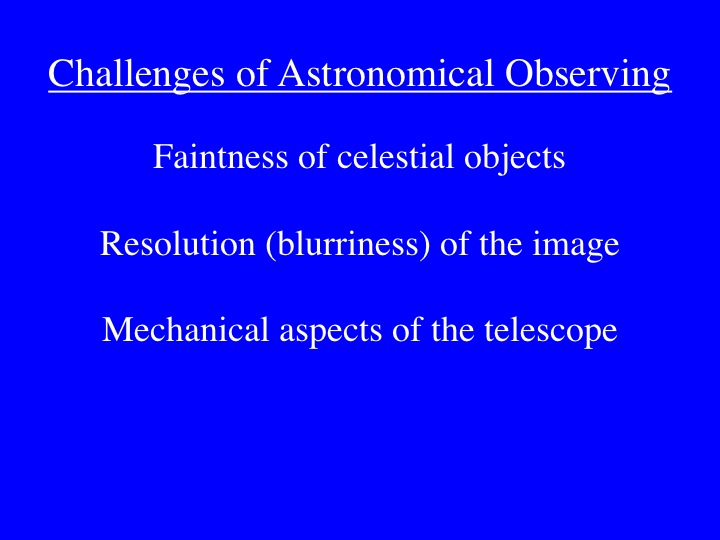 Challenges of Astronomical Observing
Faintness of celestial objects
Resolution (blurriness) of the image
Mechanical aspects of the telescope